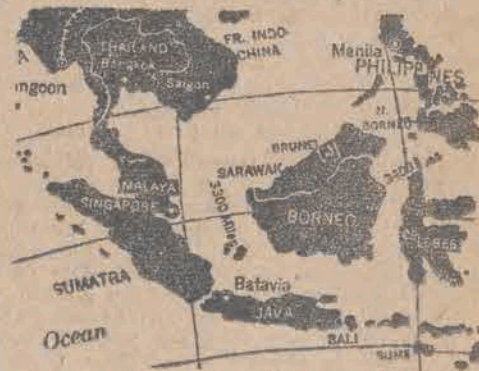 FR. INDO-
CHINA
THAILAND
Bangkok
Saigon
ngoon
Manila
PHILIPPINES
N.
BORNEO
BRUNEI
SARAWAK
MALAYA
SINGAPORE
BORNEO
SUMATRA
Batavia
JAVA
BALI
Ocean